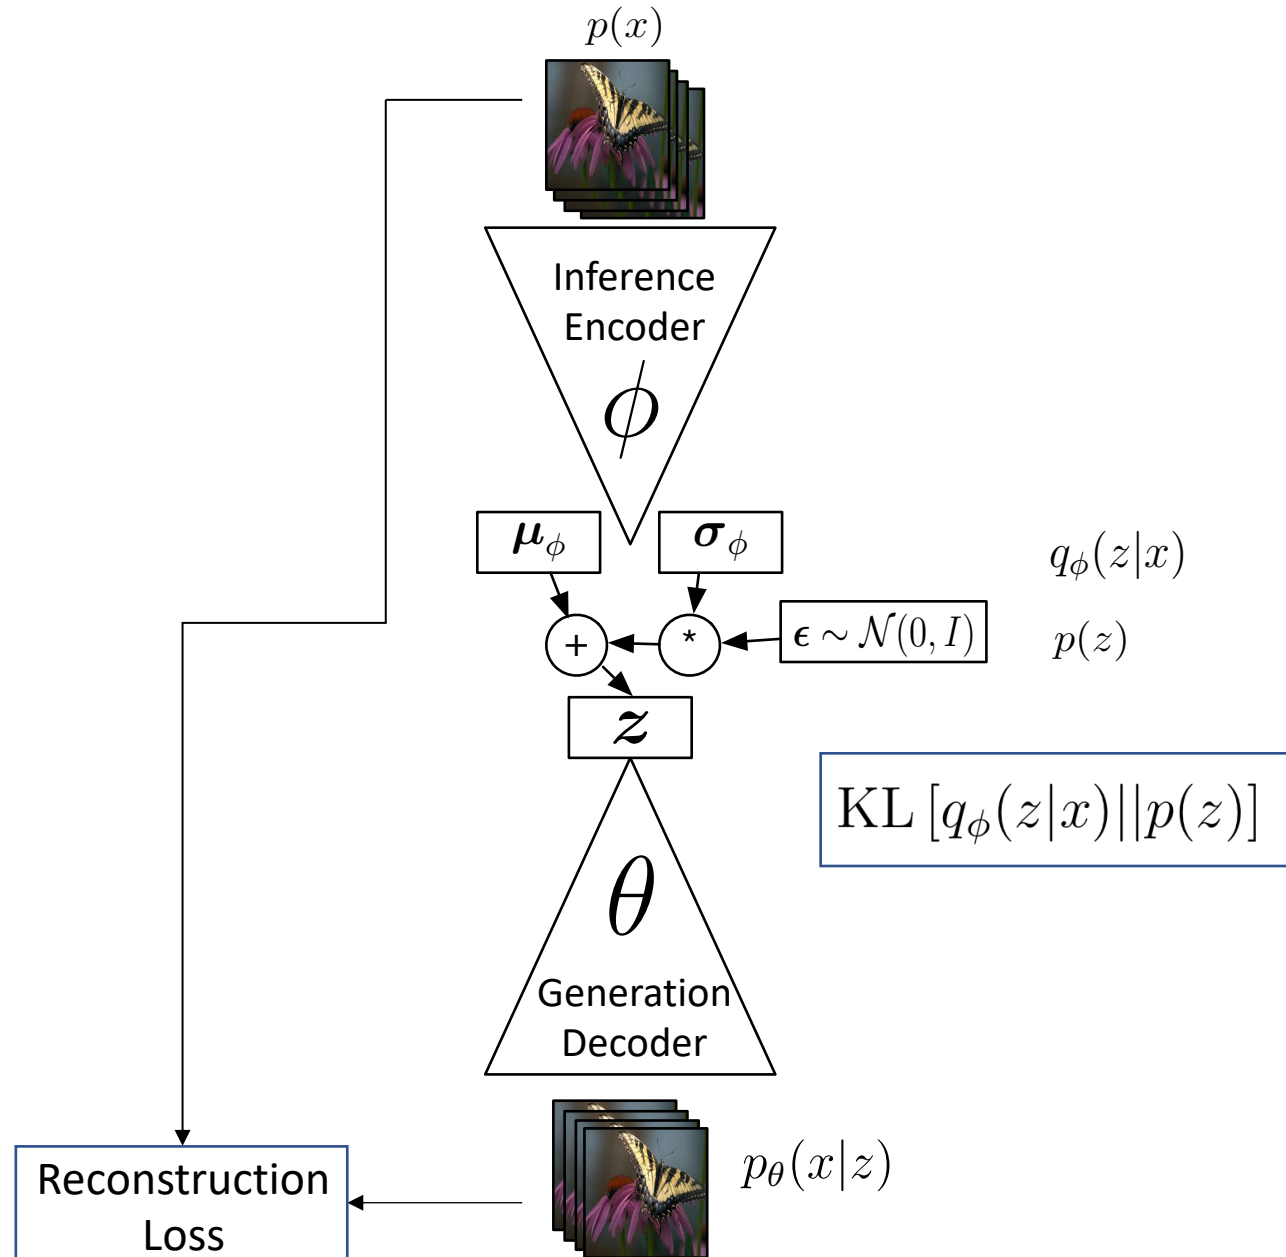 p(x)
Inference
Encoder
ϕ
μ_ϕ
σ_ϕ
q_ϕ(z|x)
+
*
ϵ ∼ 𝒩(0, I)
p(z)
z
KL [q_ϕ(z|x)||p(z)]
θ
Generation
Decoder
p_θ(x|z)
Reconstruction
Loss